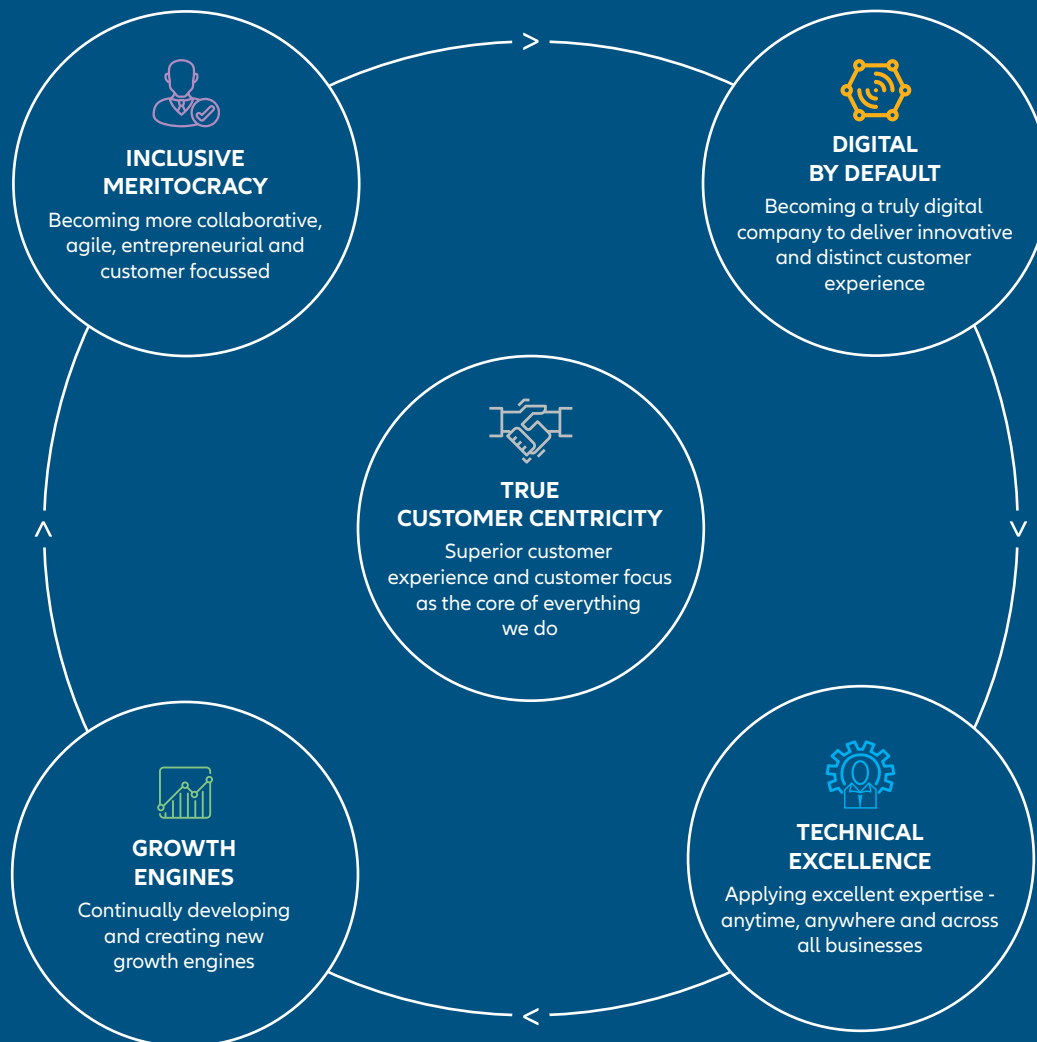 INCLUSIVE
MERITOCRACY
Becoming more collaborative,
agile, entrepreneurial and
customer focussed
DIGITAL
BY DEFAULT
Becoming a truly digital
company to deliver innovative
and distinct customer
experience
TRUE
CUSTOMER CENTRICITY
Superior customer
experience and customer focus
as the core of everything
we do
GROWTH
ENGINES
Continually developing
and creating new
growth engines
TECHNICAL
EXCELLENCE
Applying excellent expertise -
anytime, anywhere and across
all businesses